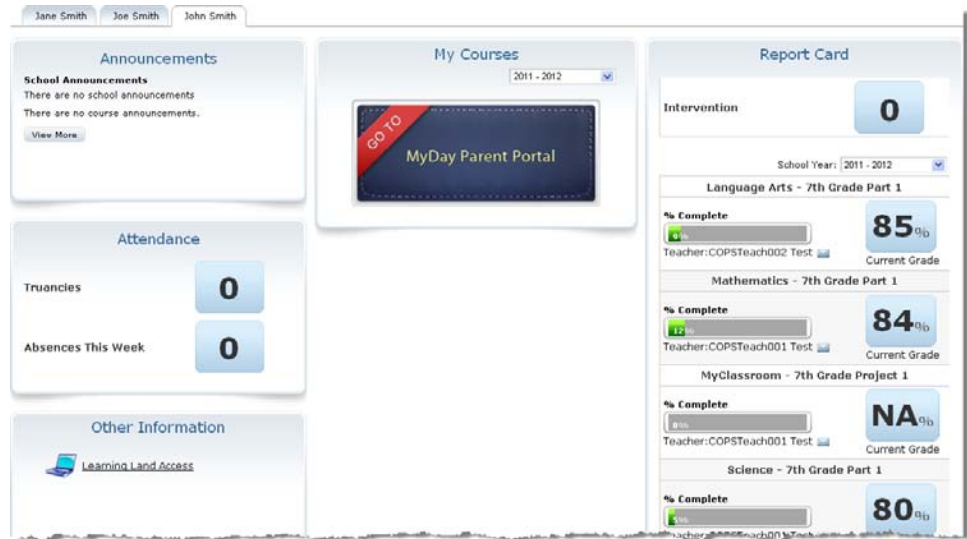 Jane Smith
Joe Smith
John Smith
Announcements
School Announcements
There are no school announcements
There are no course announcements.
View More
Attendance
Truancies
0
Absences This Week
0
Other Information
Learning Land Access
My Courses
2011 - 2012
GO TO
MyDay Parent Portal
Report Card
Intervention
0
School Year: 2011 - 2012
Language Arts - 7th Grade Part 1
% Complete
9%
85%
Teacher:COPSTeach002 Test
Current Grade
Mathematics - 7th Grade Part 1
% Complete
12%
84%
Teacher:COPSTeach001 Test
Current Grade
MyClassroom - 7th Grade Project 1
% Complete
0%
NA%
Teacher:COPSTeach001 Test
Current Grade
Science - 7th Grade Part 1
% Complete
5%
80%
Teacher:COPSTeach001 Test